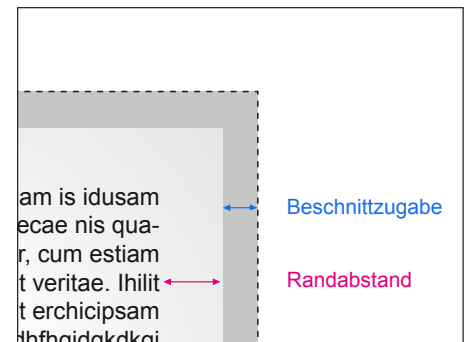 am is idusam
ecae nis qua-
r, cum estiam
t veritae. Ihilit
t erchicipsam
Beschnittzugabe
Randabstand